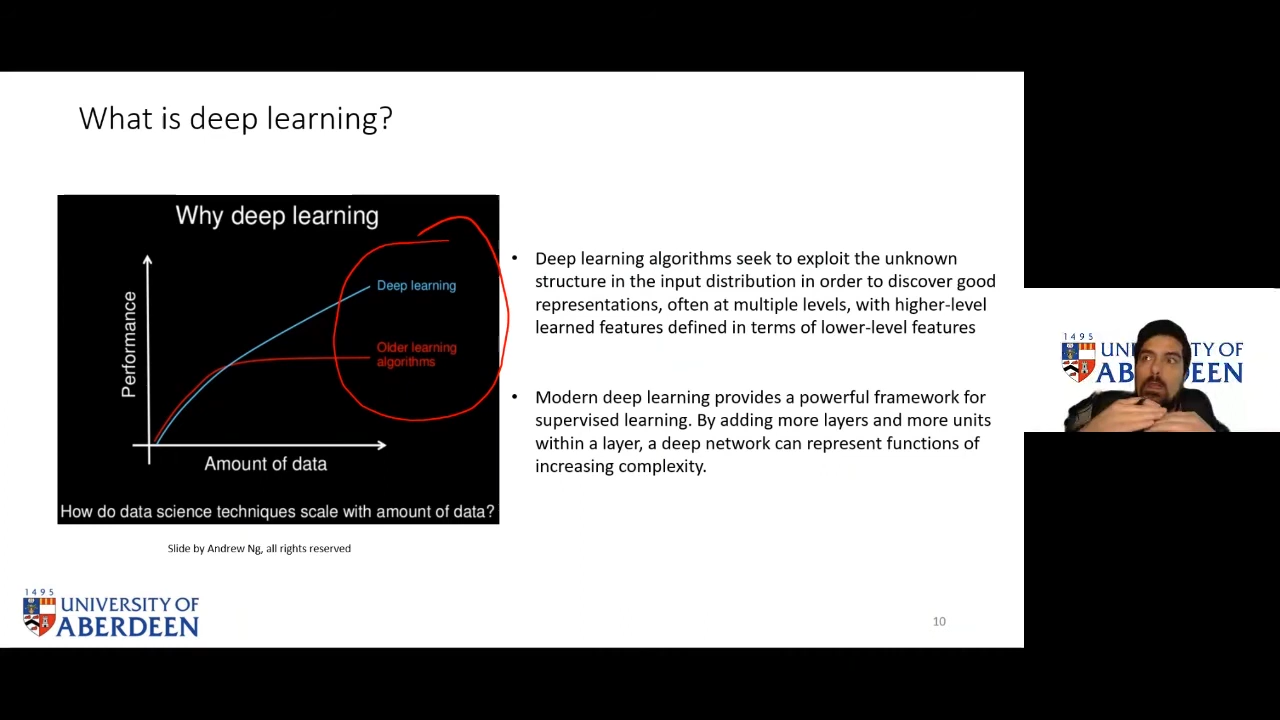 What is deep learning?
Why deep learning
Performance
Deep learning
Older learning
algorithms
Amount of data
How do data science techniques scale with amount of data?
Slide by Andrew Ng, all rights reserved
• Deep learning algorithms seek to exploit the unknown
structure in the input distribution in order to discover good
representations, often at multiple levels, with higher-level
learned features defined in terms of lower-level features
• Modern deep learning provides a powerful framework for
supervised learning. By adding more layers and more units
within a layer, a deep network can represent functions of
increasing complexity.
1495
UNIVERSITY OF
ABERDEEN
10
1495
UN TY OF
AB EEN